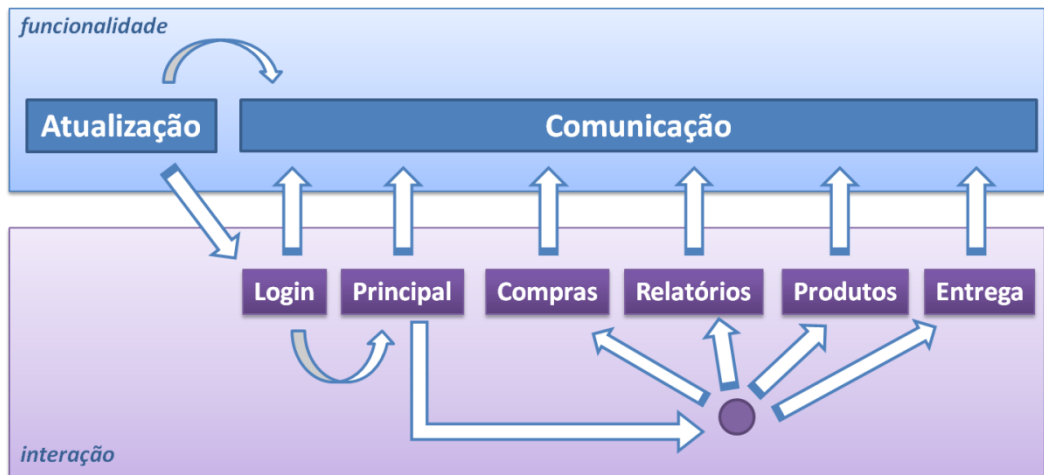 funcionalidade
Atualização
Comunicação
Login
Principal
Compras
Relatórios
Produtos
Entrega
interação